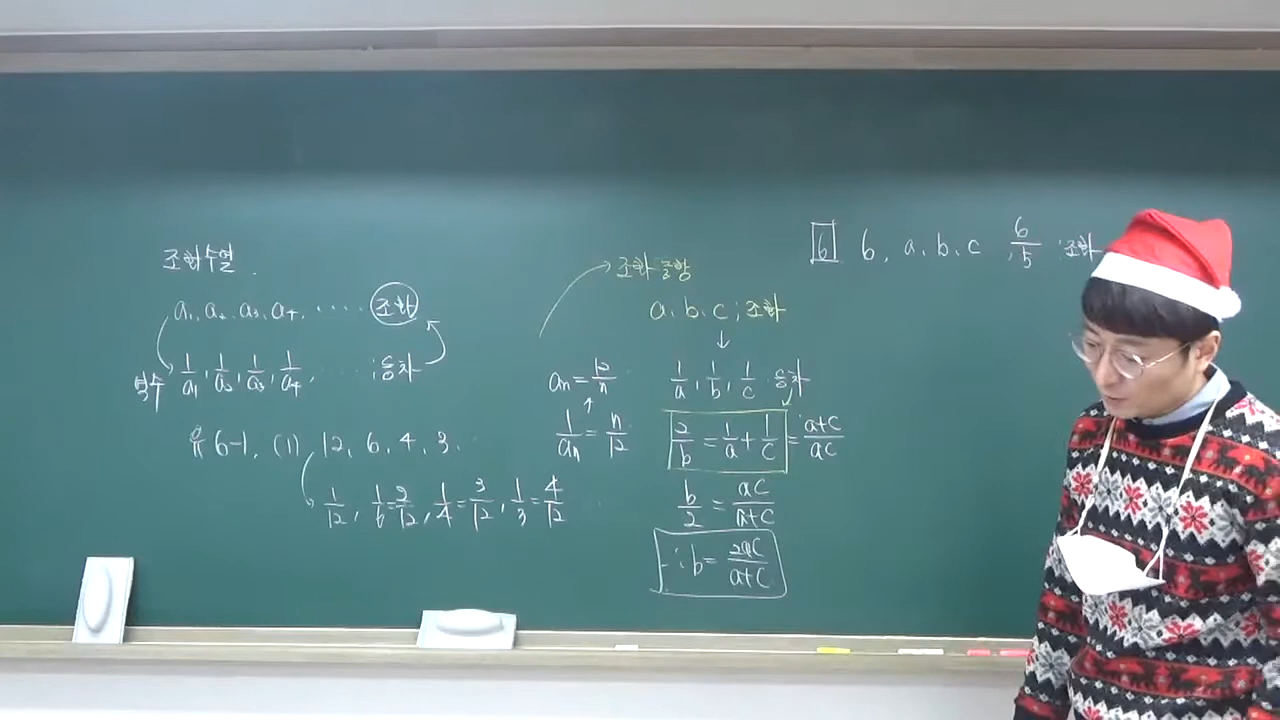 조화수열
a₁, a₂, a₃, a₄, ····· 조화
역수 1/a₁, 1/a₂, 1/a₃, 1/a₄, ···· ; 등차
예 6-1, (1) 12, 6, 4, 3, ··
1/12, 1/6=2/12, 1/4=3/12, 1/3=4/12 ···
aₙ = 12/n
↑
1/aₙ = n/12
조화중항
a, b, c ; 조화
↓
1/a, 1/b, 1/c 등차
2/b = 1/a + 1/c = a+c/ac
b/2 = ac/a+c
∴ b = 2ac/a+c
6 6, a, b, c, 6/5 ; 조화